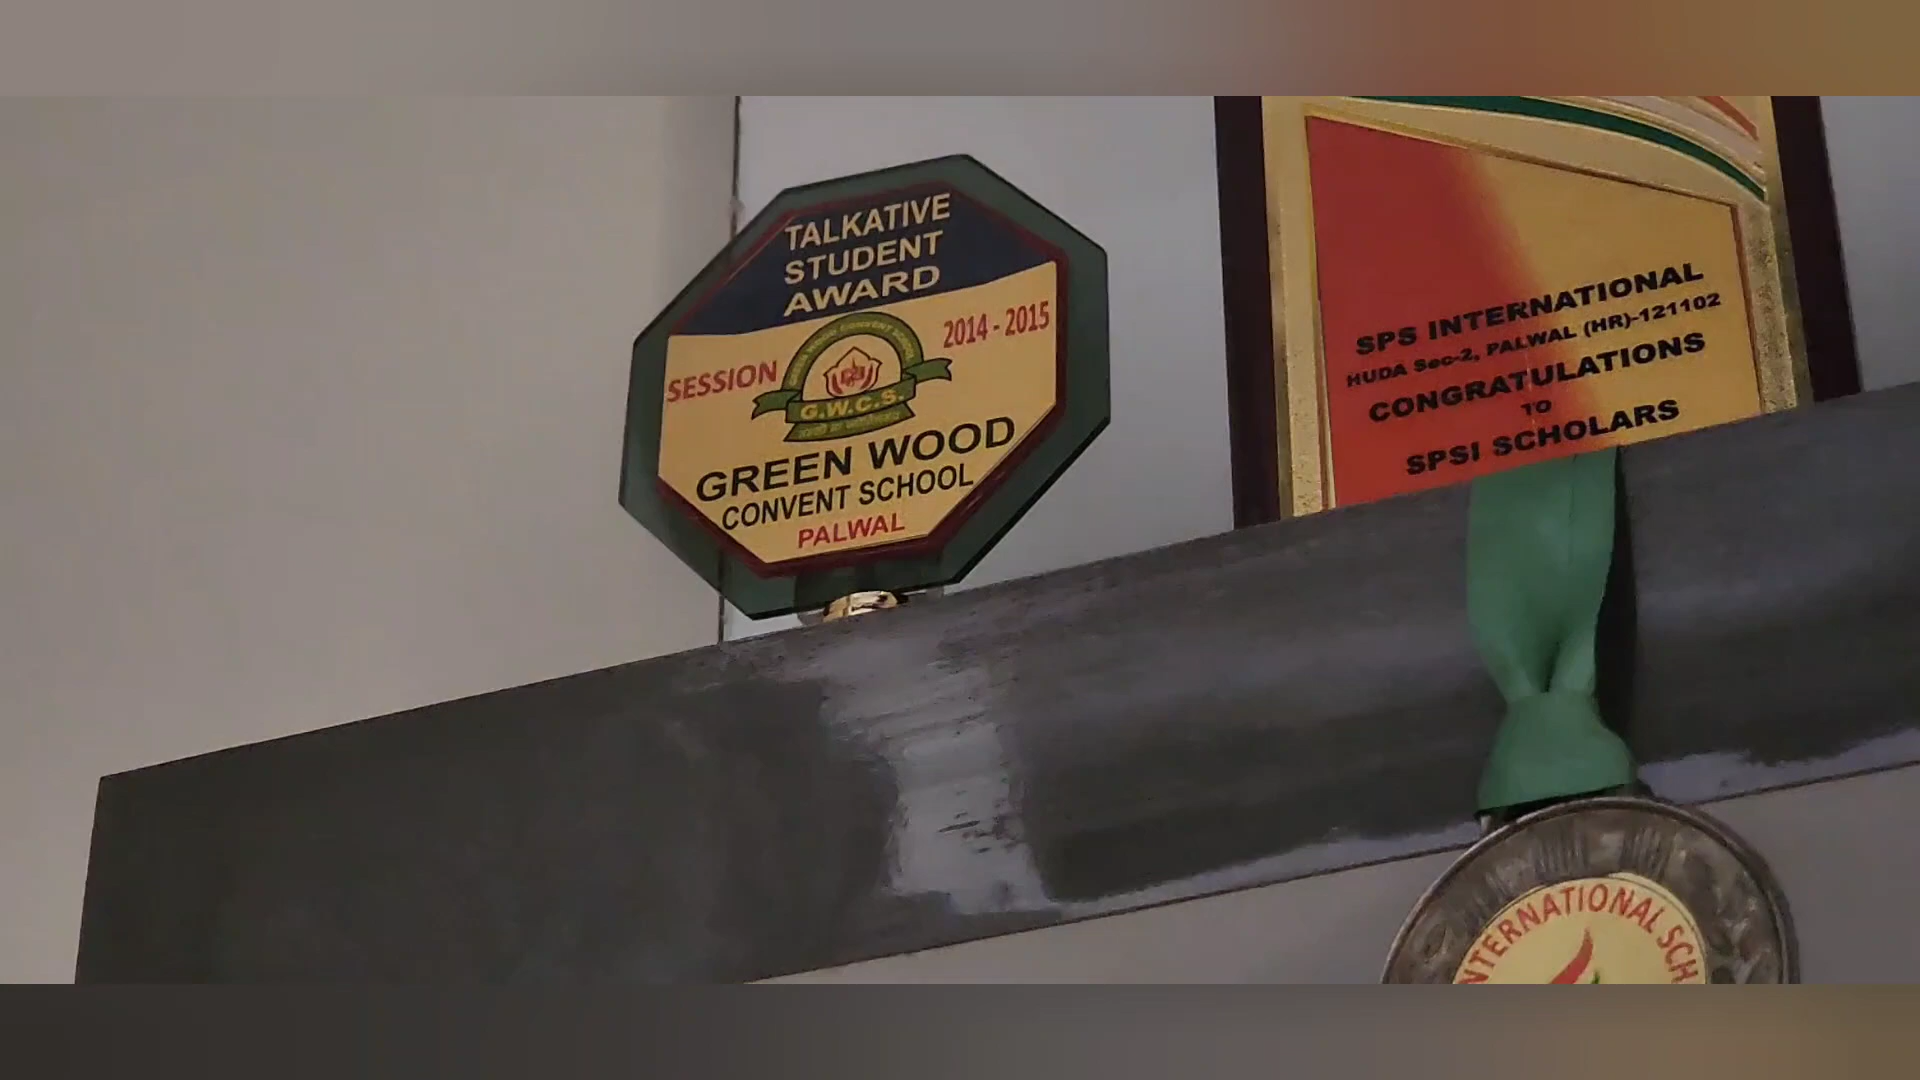 TALKATIVE
STUDENT
AWARD
SESSION
2014 - 2015
G.W.C.S.
GREEN WOOD
CONVENT SCHOOL
PALWAL
SPS INTERNATIONAL
HUDA Sec-2, PALWAL (HR)-121102
CONGRATULATIONS
TO
SPSI SCHOLARS
INTERNATIONAL SCH